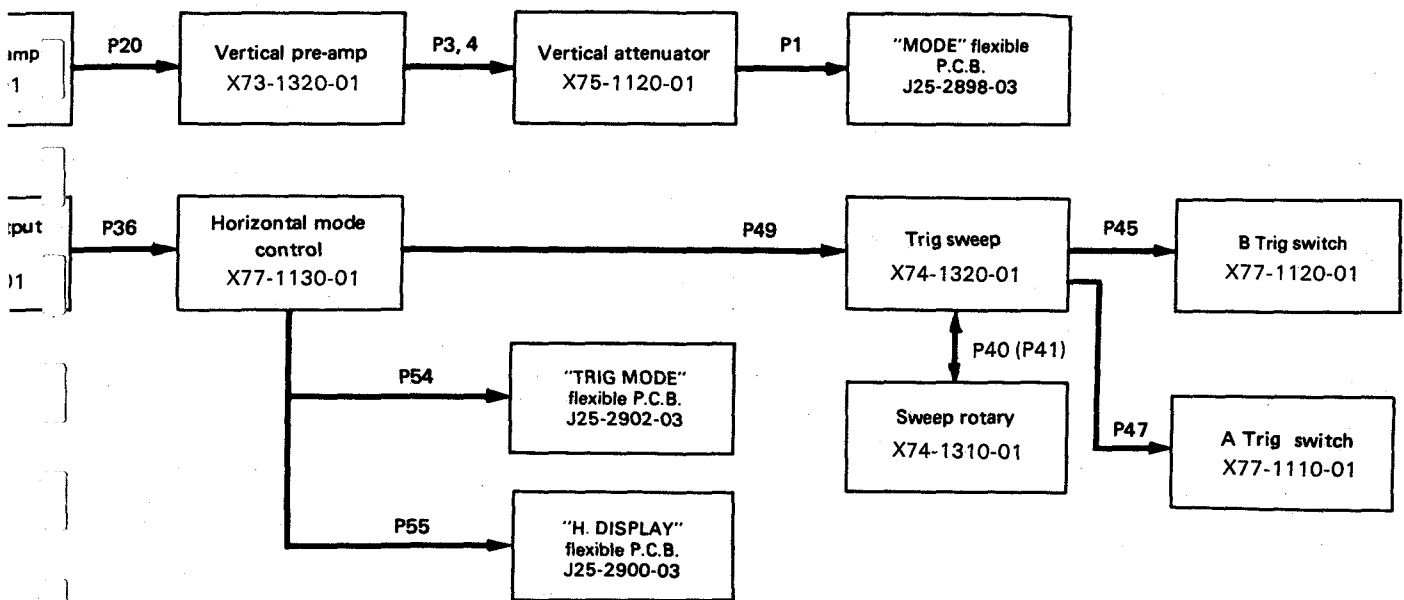 amp
P20
Vertical pre-amp
X73-1320-01
P3, 4
Vertical attenuator
X75-1120-01
P1
"MODE" flexible
P.C.B.
J25-2898-03
P36
Horizontal mode
control
X77-1130-01
P49
Trig sweep
X74-1320-01
P45
B Trig switch
X77-1120-01
P40 (P41)
P54
"TRIG MODE"
flexible P.C.B.
J25-2902-03
Sweep rotary
X74-1310-01
P47
A Trig switch
X77-1110-01
P55
"H. DISPLAY"
flexible P.C.B.
J25-2900-03